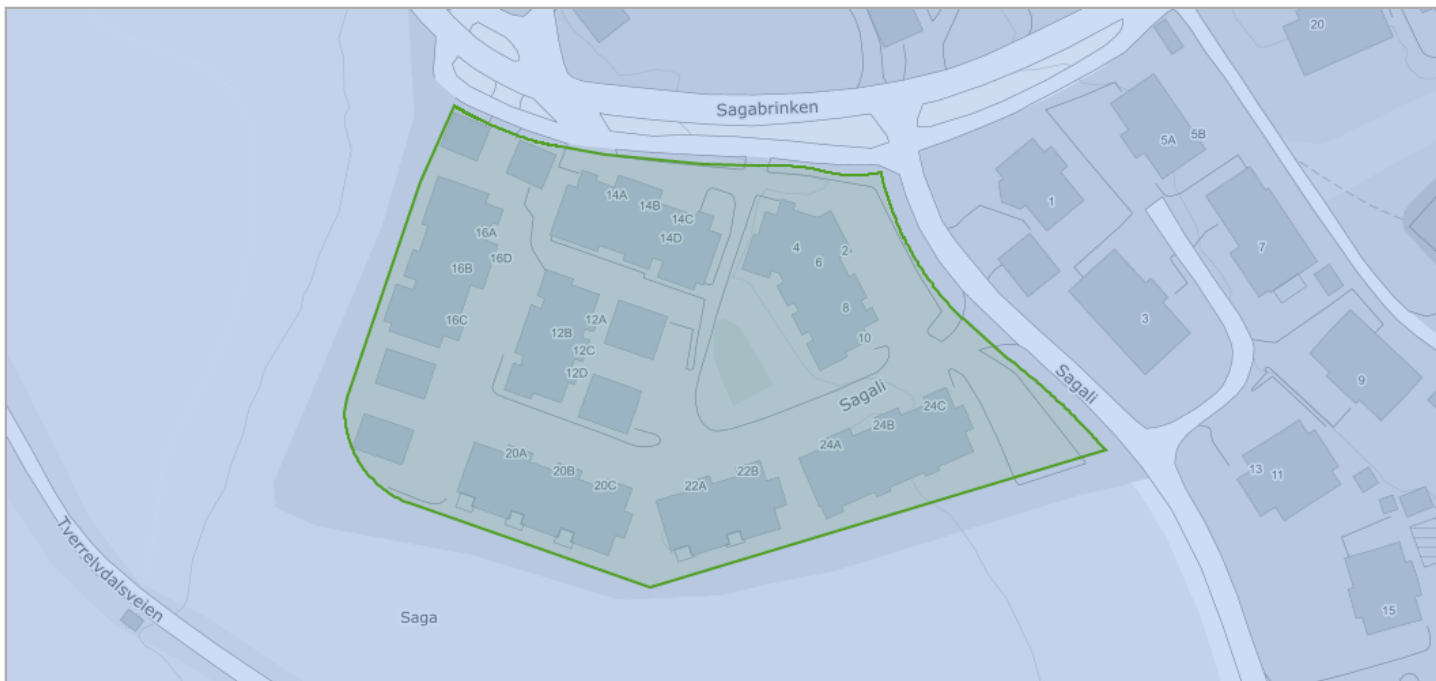 20
Sagabrinken
5A
5B
1
7
14A
14B
14C
14D
16A
16D
16B
16C
4
6
2
8
10
3
12A
12B
12C
12D
9
Sagali
Sagali
24C
24B
24A
20A
20B
20C
22A
22B
13
11
Tverrelvdalsveien
Saga
15